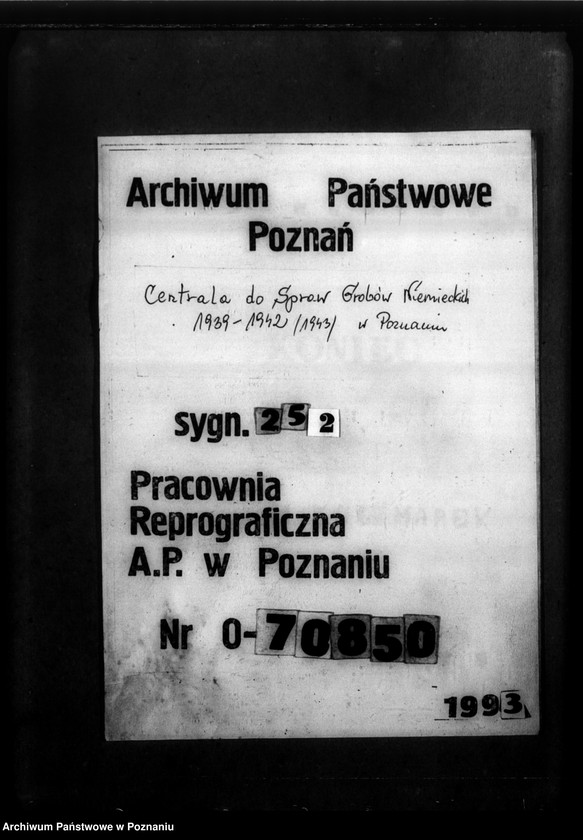 Archiwum Państwowe
Poznań
Centrala do Spraw Grobów Niemieckich
1939-1942 /1943/ w Poznaniu
sygn. 252
Pracownia
Reprograficzna
A.P. w Poznaniu
Nr O-70850
1993
Archiwum Państwowe w Poznaniu